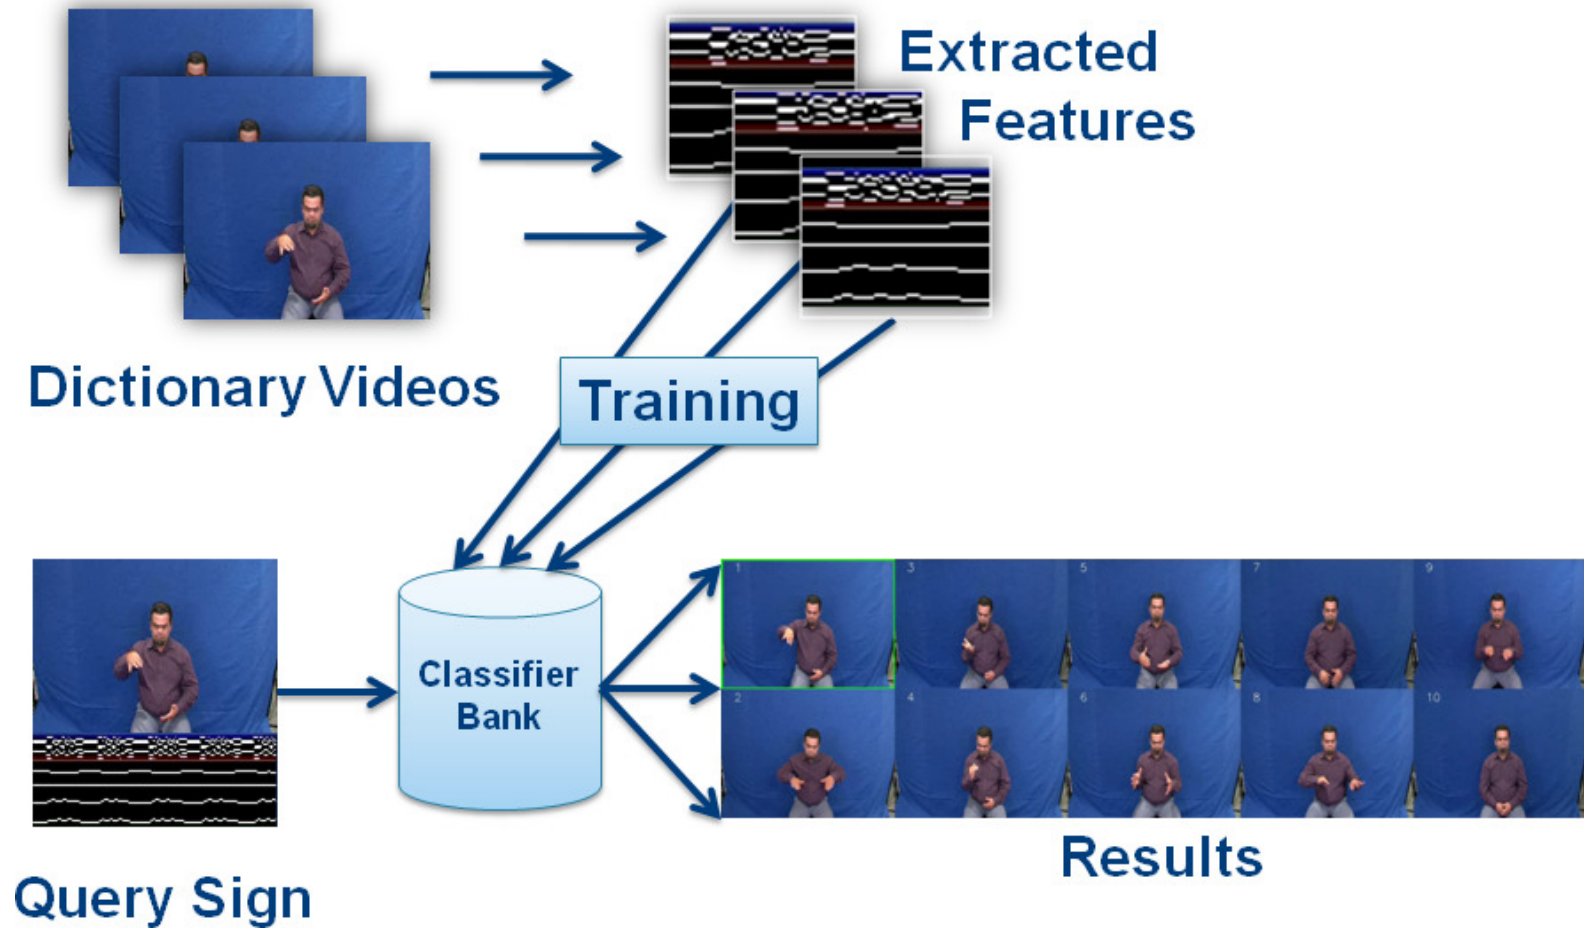 Extracted
Features
Dictionary Videos
Training
Classifier
Bank
1 3 5 7 9
2 4 6 8 10
Results
Query Sign